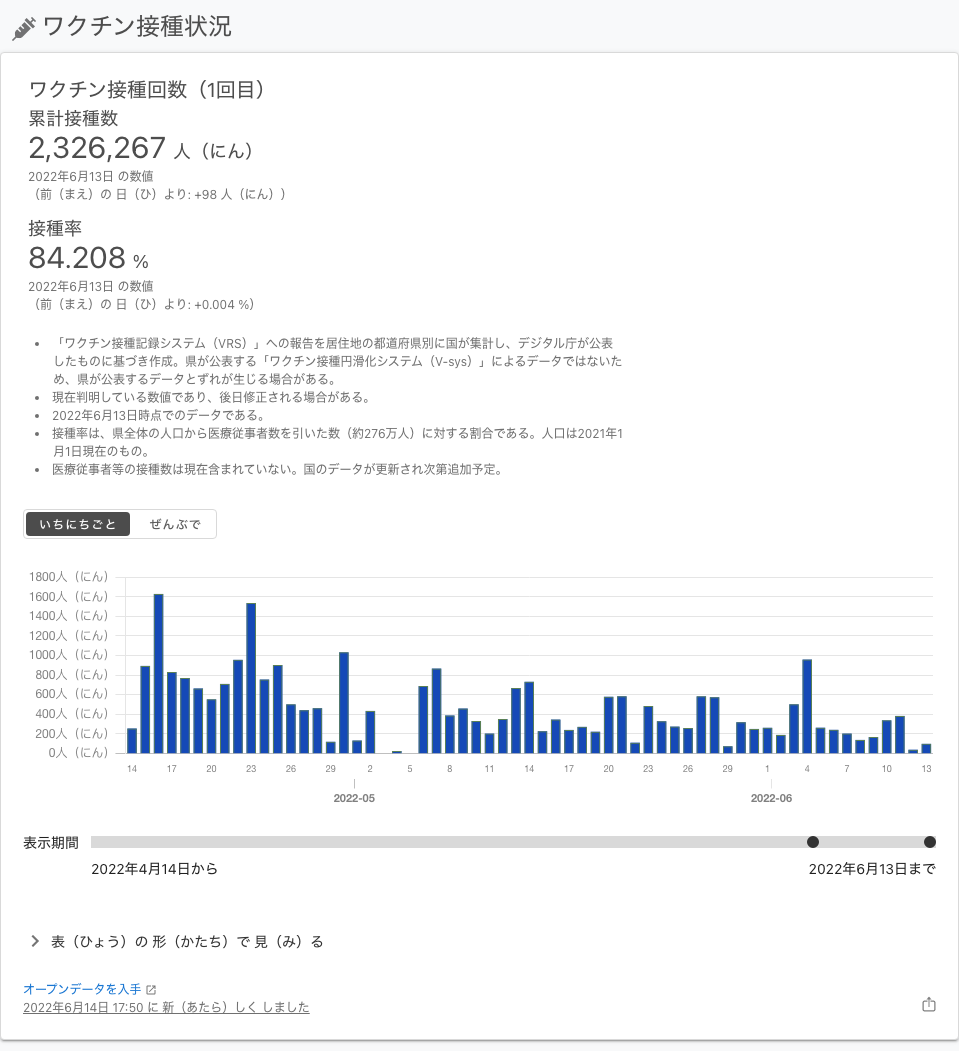 ワクチン接種状況
ワクチン接種回数（1回目）
累計接種数
2,326,267 人（にん）
2022年6月13日 の数値
（前（まえ）の 日（ひ）より: +98 人（にん））
接種率
84.208 %
2022年6月13日 の数値
（前（まえ）の 日（ひ）より: +0.004 %）
• 「ワクチン接種記録システム（VRS）」への報告を居住地の都道府県別に国が集計し、デジタル庁が公表
したものに基づき作成。県が公表する「ワクチン接種円滑化システム（V-sys）」によるデータではないた
め、県が公表するデータとずれが生じる場合がある。
• 現在判明している数値であり、後日修正される場合がある。
• 2022年6月13日時点でのデータである。
• 接種率は、県全体の人口から医療従事者数を引いた数（約276万人）に対する割合である。人口は2021年1
月1日現在のもの。
• 医療従事者等の接種数は現在含まれていない。国のデータが更新され次第追加予定。
いちにちごと ぜんぶで
1800人（にん）
1600人（にん）
1400人（にん）
1200人（にん）
1000人（にん）
800人（にん）
600人（にん）
400人（にん）
200人（にん）
0人（にん）
14 17 20 23 26 29 2 5 8 11 14 17 20 23 26 29 1 4 7 10 13
2022-05 2022-06
表示期間
2022年4月14日から 2022年6月13日まで
表（ひょう）の 形（かたち）で 見（み）る
オープンデータを入手
2022年6月14日 17:50 に 新（あたら）しく しました